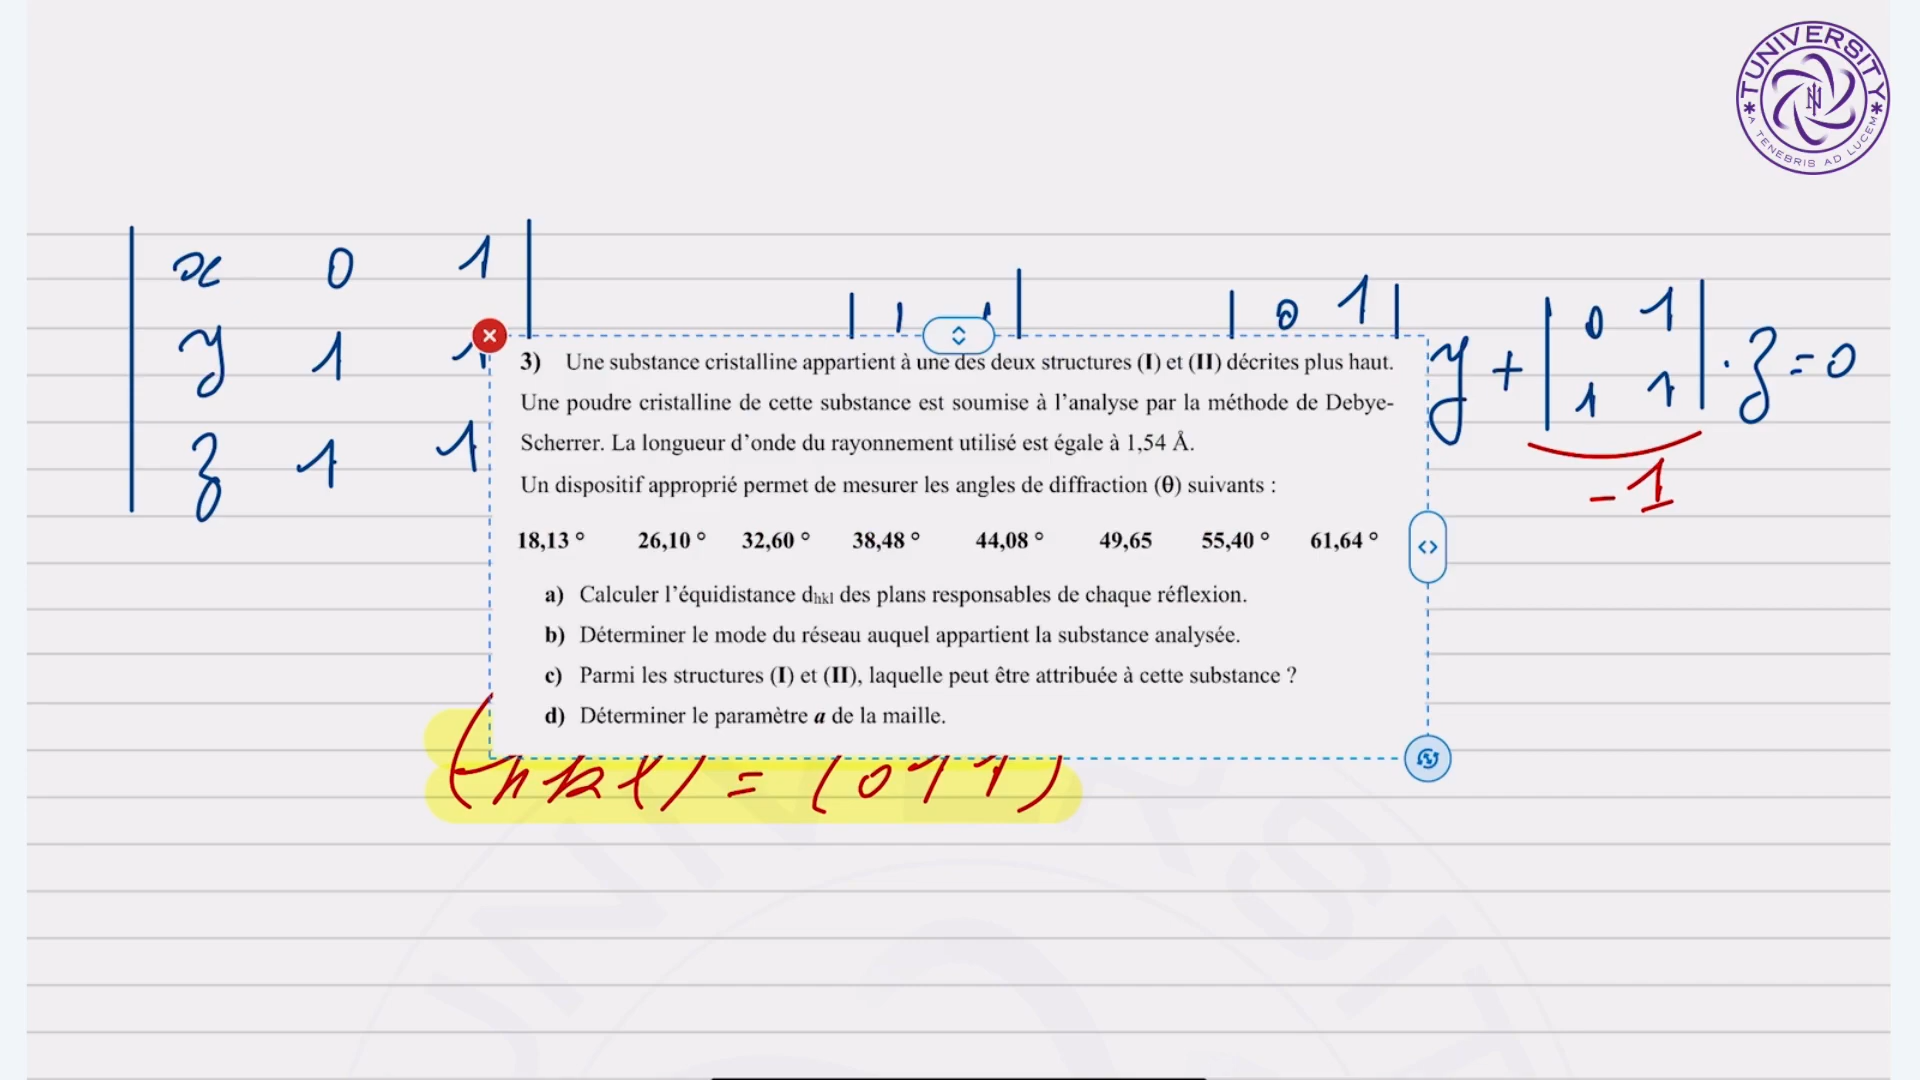 TUNIVERSITY
A TENEBRIS AD LUCEM
x 0 1
y 1 1
z 1 1
0 1
y + | 0 1 | . z = 0
1 1
-1
3) Une substance cristalline appartient à une des deux structures (I) et (II) décrites plus haut.
Une poudre cristalline de cette substance est soumise à l’analyse par la méthode de Debye-
Scherrer. La longueur d’onde du rayonnement utilisé est égale à 1,54 Å.
Un dispositif approprié permet de mesurer les angles de diffraction (θ) suivants :
18,13 ° 26,10 ° 32,60 ° 38,48 ° 44,08 ° 49,65 55,40 ° 61,64 °
a) Calculer l’équidistance dhkl des plans responsables de chaque réflexion.
b) Déterminer le mode du réseau auquel appartient la substance analysée.
c) Parmi les structures (I) et (II), laquelle peut être attribuée à cette substance ?
d) Déterminer le paramètre a de la maille.
(hkl) = (011)